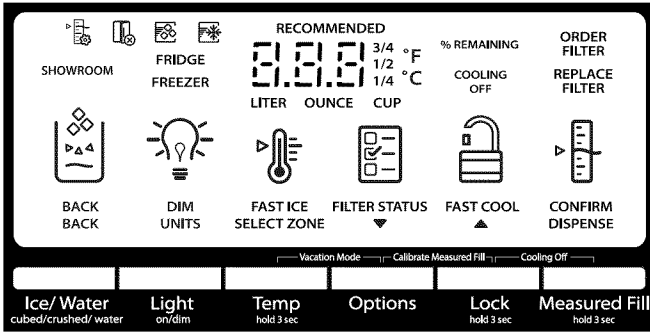 RECOMMENDED
SHOWROOM
FRIDGE
FREEZER
8.8.8
3/4
1/2
1/4
°F
°C
LITER OUNCE CUP
% REMAINING
COOLING
OFF
ORDER
FILTER
REPLACE
FILTER
BACK
BACK
DIM
UNITS
FAST ICE
SELECT ZONE
FILTER STATUS
FAST COOL
CONFIRM
DISPENSE
Vacation Mode
Calibrate Measured Fill
Cooling Off
Ice/ Water
cubed/crushed/ water
Light
on/dim
Temp
hold 3 sec
Options
Lock
hold 3 sec
Measured Fill
hold 3 sec